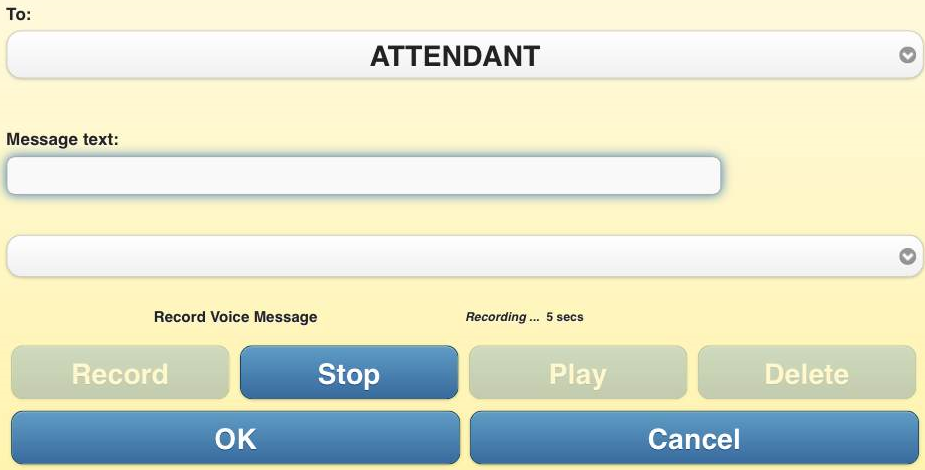 To:
ATTENDANT
Message text:
Record Voice Message Recording ... 5 secs
Record Stop Play Delete
OK Cancel